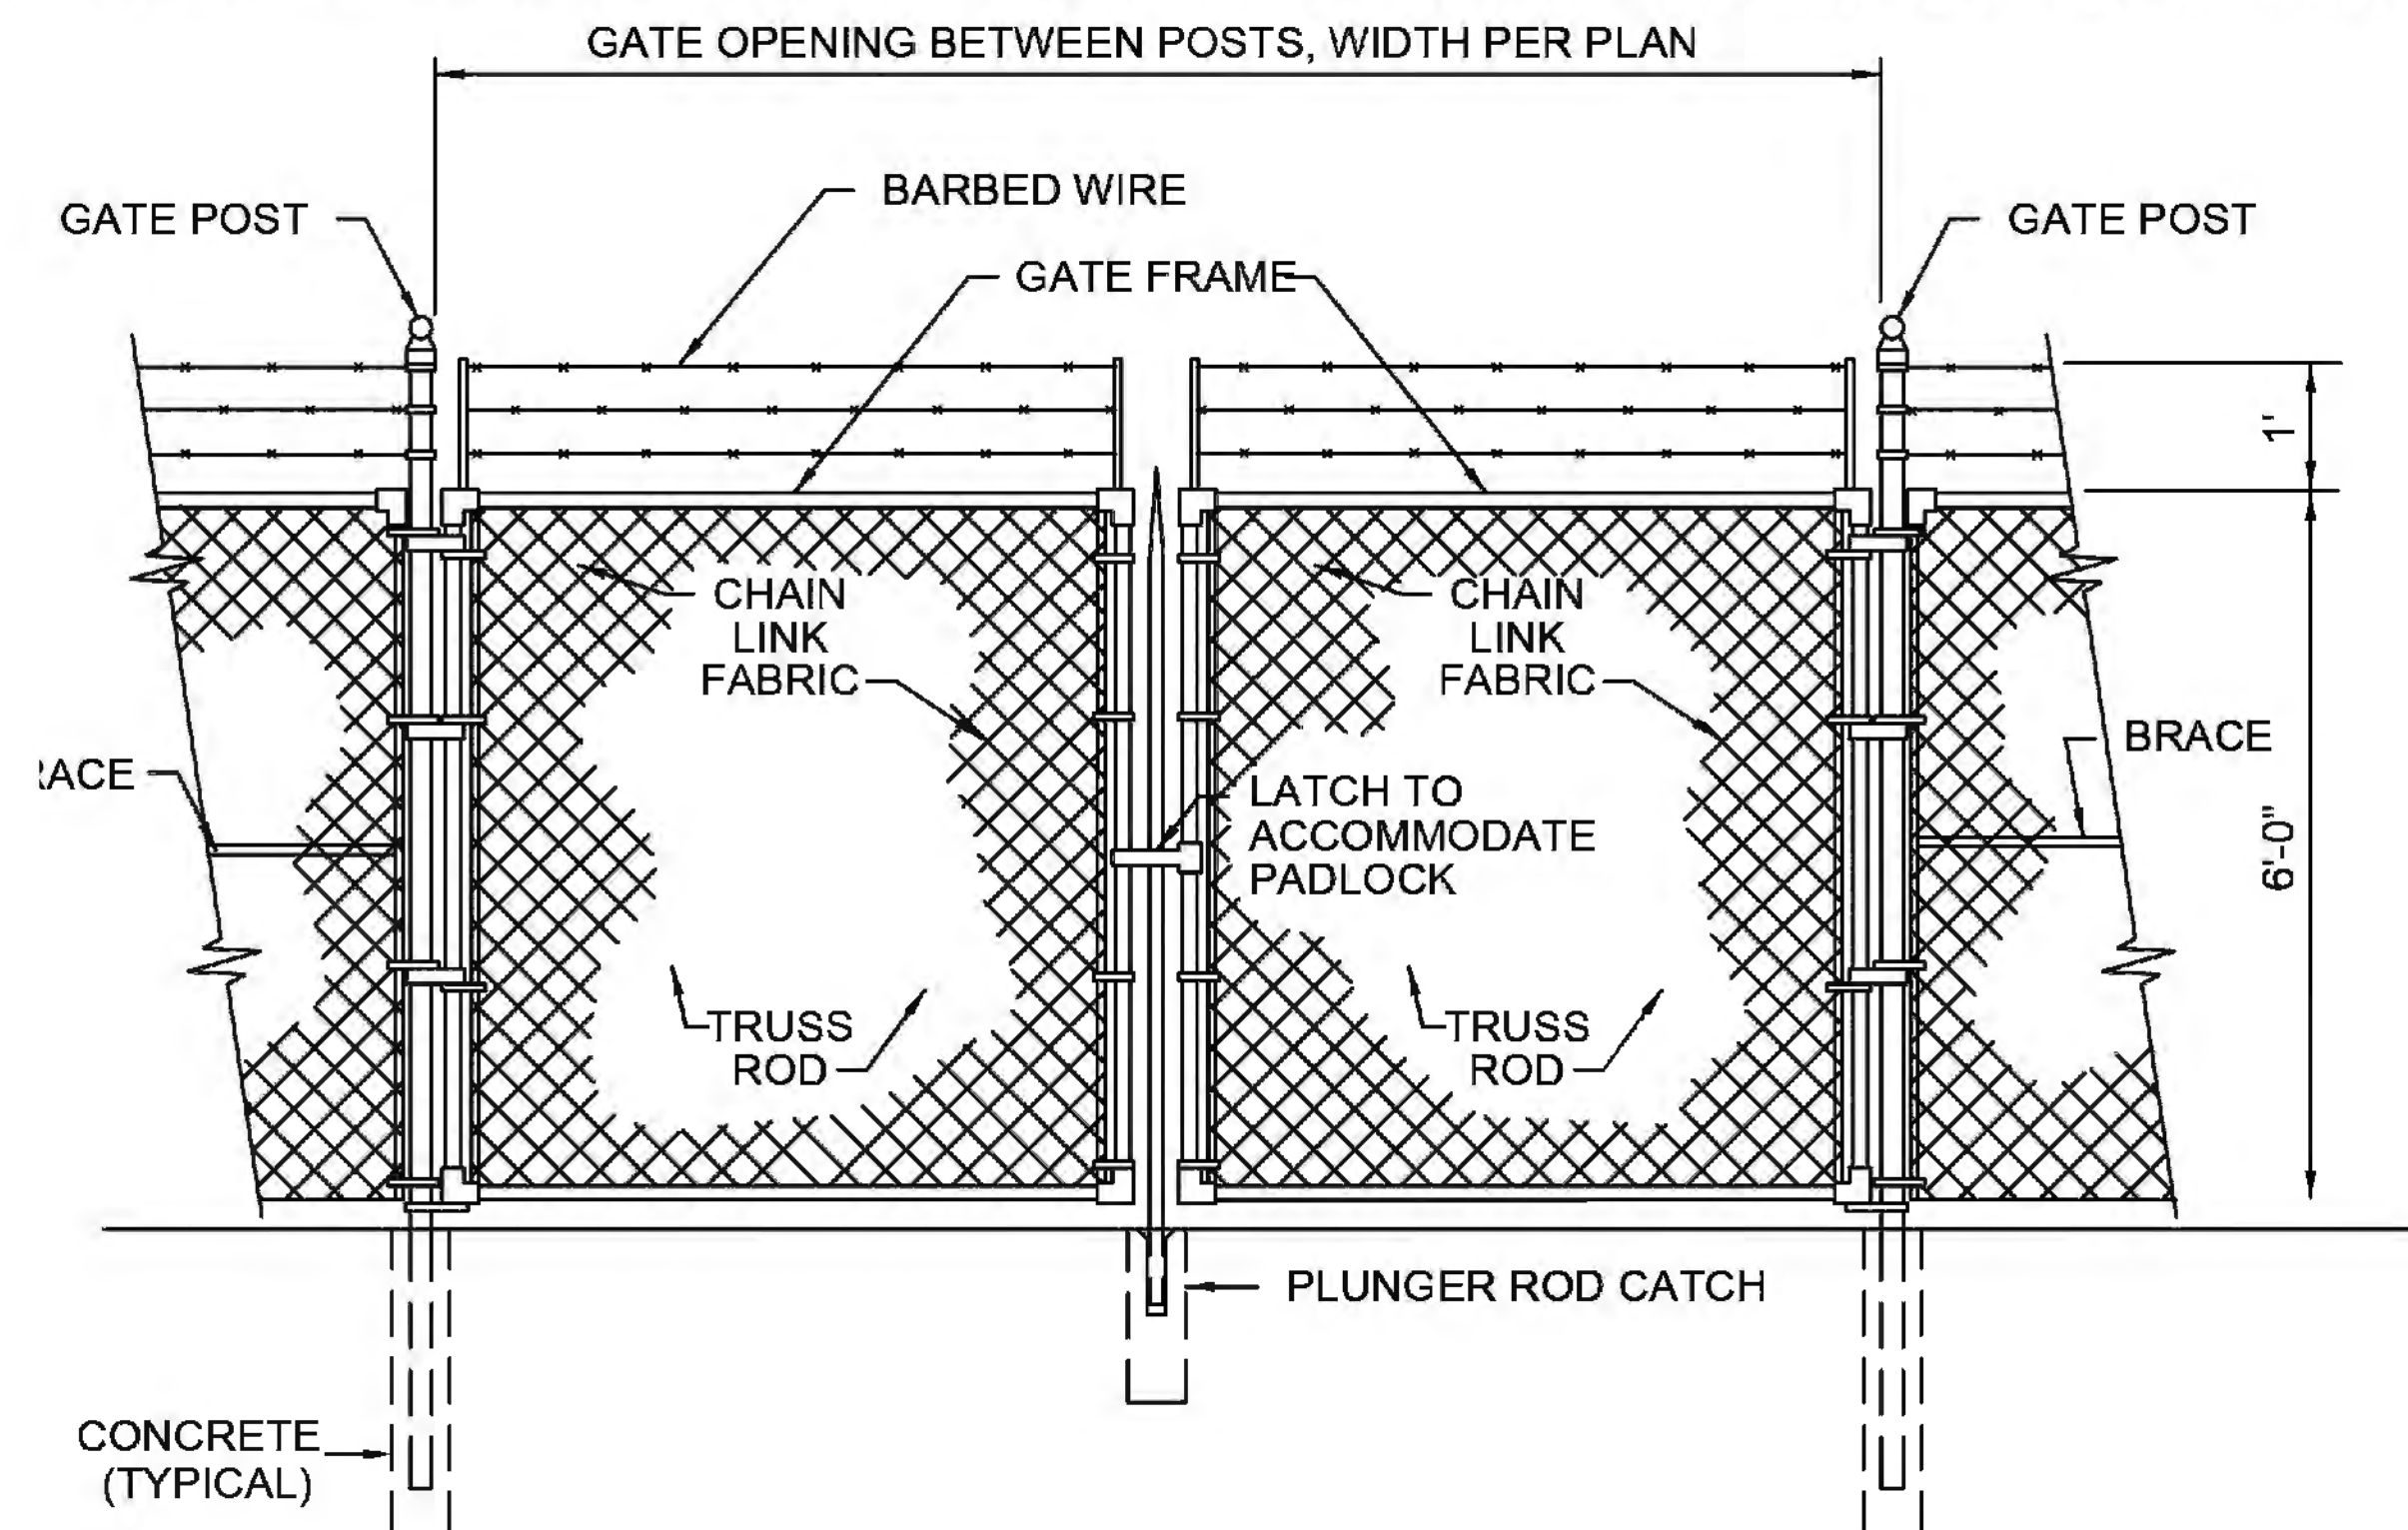 GATE OPENING BETWEEN POSTS, WIDTH PER PLAN
BARBED WIRE
GATE POST
GATE POST
GATE FRAME
1'
CHAIN
LINK
FABRIC
CHAIN
LINK
FABRIC
RACE
BRACE
LATCH TO
ACCOMMODATE
PADLOCK
6'-0"
TRUSS
ROD
TRUSS
ROD
PLUNGER ROD CATCH
CONCRETE
(TYPICAL)